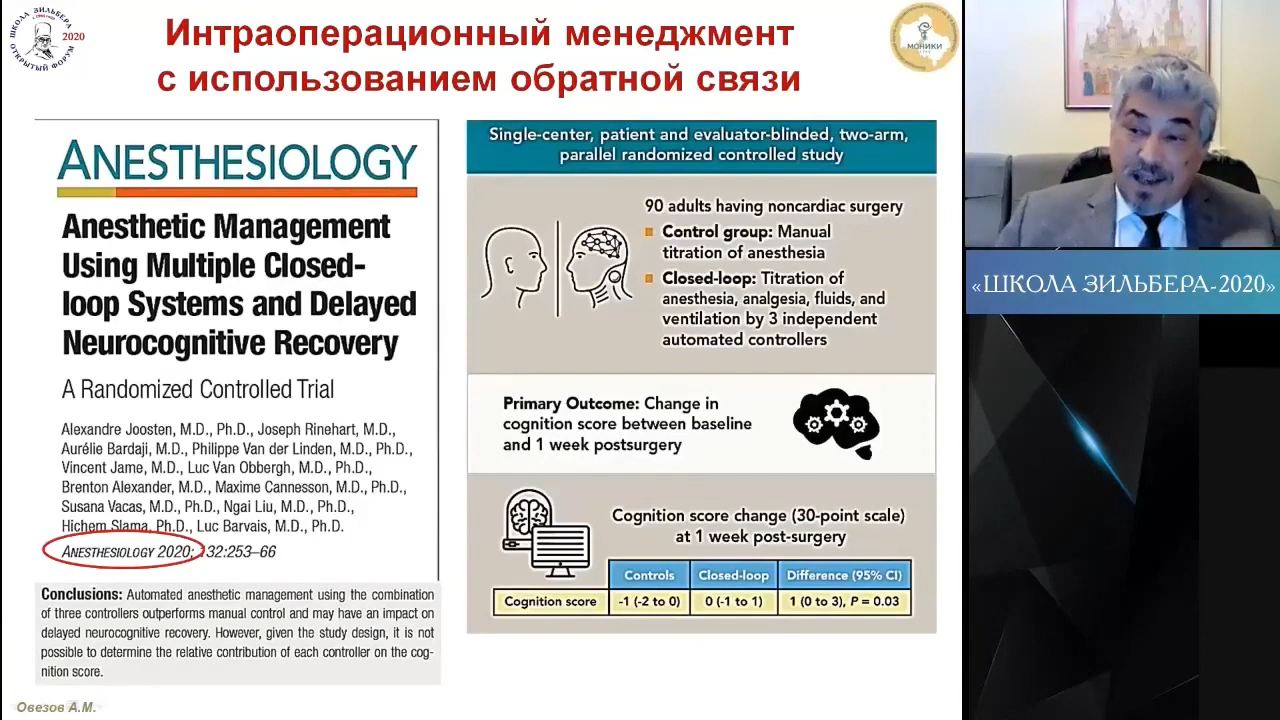 ШКОЛА ЗИЛЬБЕРА
ОТКРЫТЫЙ ФОРУМ
2020
Интраоперационный менеджмент
с использованием обратной связи
МОНИКИ
ANESTHESIOLOGY
Anesthetic Management
Using Multiple Closed-
loop Systems and Delayed
Neurocognitive Recovery
A Randomized Controlled Trial
Alexandre Joosten, M.D., Ph.D., Joseph Rinehart, M.D.,
Aurélie Bardaji, M.D., Philippe Van der Linden, M.D., Ph.D.,
Vincent Jame, M.D., Luc Van Obbergh, M.D., Ph.D.,
Brenton Alexander, M.D., Maxime Cannesson, M.D., Ph.D.,
Susana Vacas, M.D., Ph.D., Ngai Liu, M.D., Ph.D.,
Hichem Slama, Ph.D., Luc Barvais, M.D., Ph.D.
ANESTHESIOLOGY 2020; 132:253–66
Conclusions: Automated anesthetic management using the combination
of three controllers outperforms manual control and may have an impact on
delayed neurocognitive recovery. However, given the study design, it is not
possible to determine the relative contribution of each controller on the cog-
nition score.
Овезов А.М.
Single-center, patient and evaluator-blinded, two-arm,
parallel randomized controlled study
90 adults having noncardiac surgery
Control group: Manual
titration of anesthesia
Closed-loop: Titration of
anesthesia, analgesia, fluids, and
ventilation by 3 independent
automated controllers
Primary Outcome: Change in
cognition score between baseline
and 1 week postsurgery
Cognition score change (30-point scale)
at 1 week post-surgery
Controls Closed-loop Difference (95% CI)
Cognition score -1 (-2 to 0) 0 (-1 to 1) 1 (0 to 3), P = 0.03
«ШКОЛА ЗИЛЬБЕРА-2020»